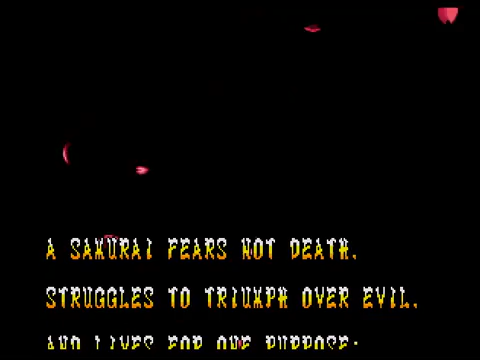 A SAMURAI FEARS NOT DEATH.
STRUGGLES TO TRIUMPH OVER EVIL.
AND LIVES FOR ONE PURPOSE: